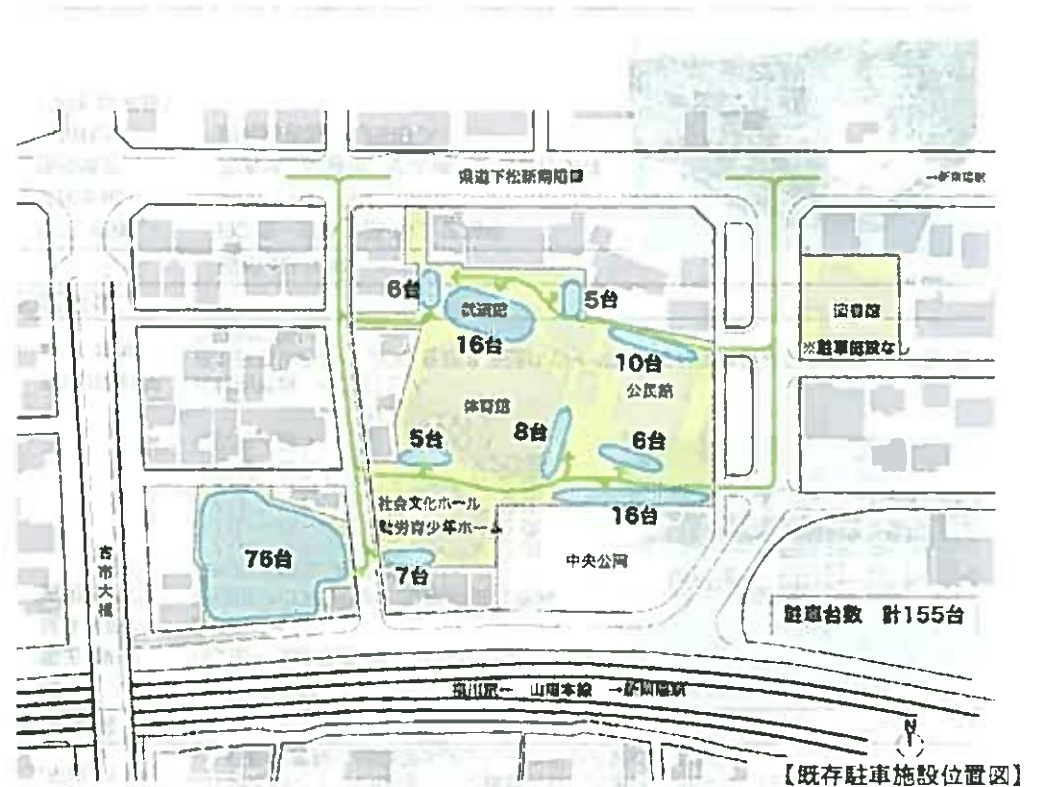 県道下松新南陽線
→新南陽駅
6台
武道館
5台
16台
10台
図書館
※駐車施設なし
公民館
体育館
8台
5台
6台
社会文化ホール
勤労青少年ホーム
16台
76台
7台
中央公園
古市大橋
駐車台数 計155台
福川駅← 山陽本線 →新南陽駅
N
【既存駐車施設位置図】